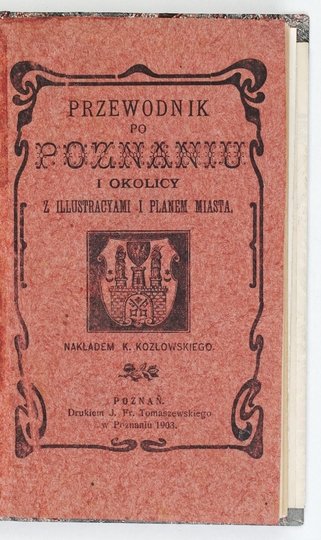 PRZEWODNIK
PO
POZNANIU
I OKOLICY
Z ILLUSTRACYAMI I PLANEM MIASTA.
NAKŁADEM K. KOZŁOWSKIEGO.
POZNAŃ.
Drukiem J. Fr. Tomaszewskiego
w Poznaniu 1903.